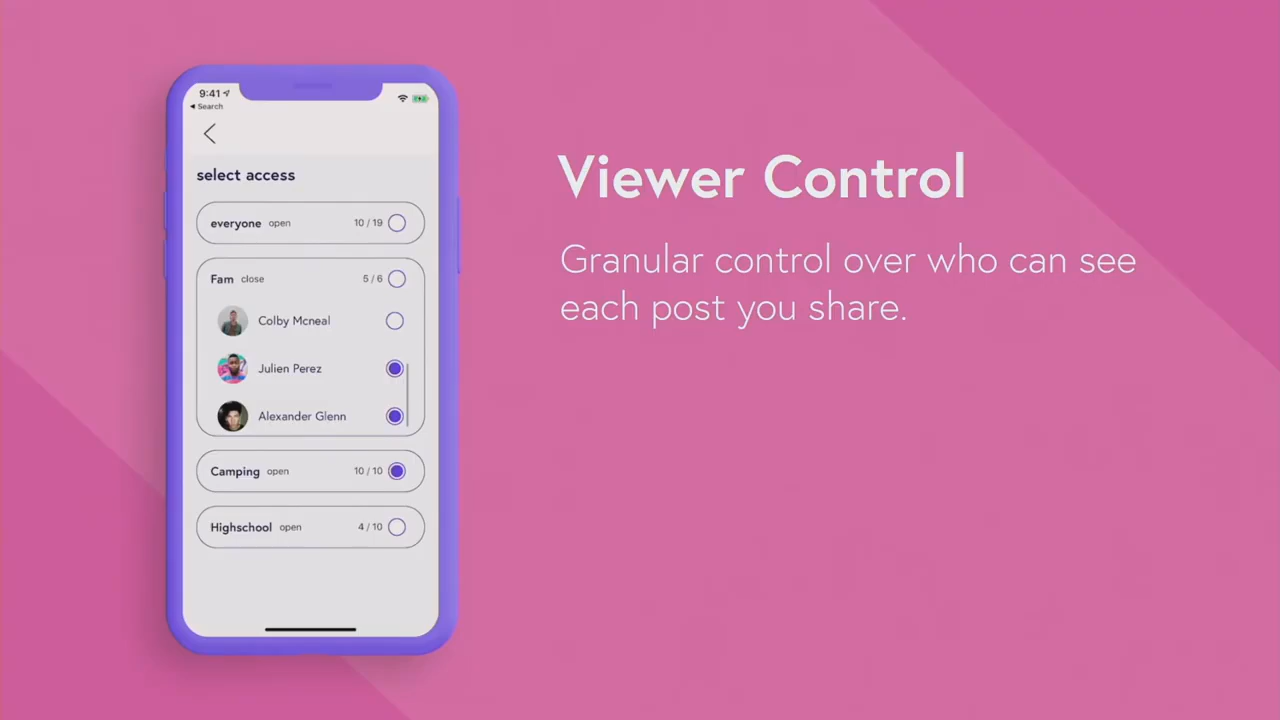 9:41
Search
select access
everyone open 10 / 19
Fam close 5 / 6
Colby Mcneal
Julien Perez
Alexander Glenn
Camping open 10 / 10
Highschool open 4 / 10
Viewer Control
Granular control over who can see
each post you share.